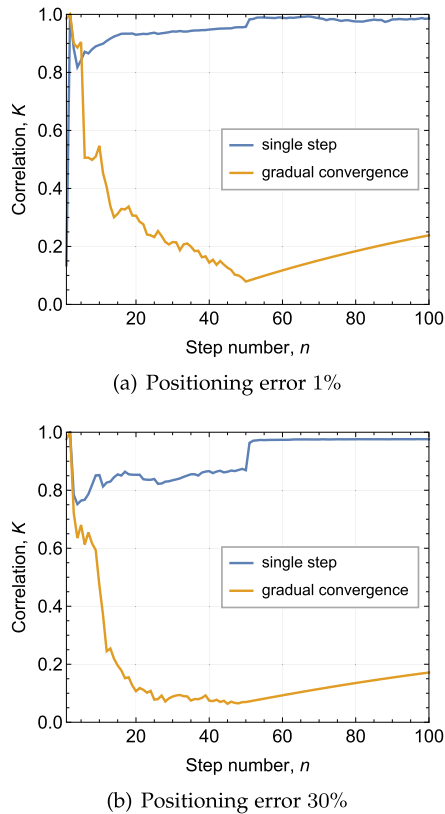 1.0
0.8
0.6
0.4
0.2
0.0
Correlation, K
single step
gradual convergence
20 40 60 80 100
Step number, n
(a) Positioning error 1%
1.0
0.8
0.6
0.4
0.2
0.0
Correlation, K
single step
gradual convergence
20 40 60 80 100
Step number, n
(b) Positioning error 30%